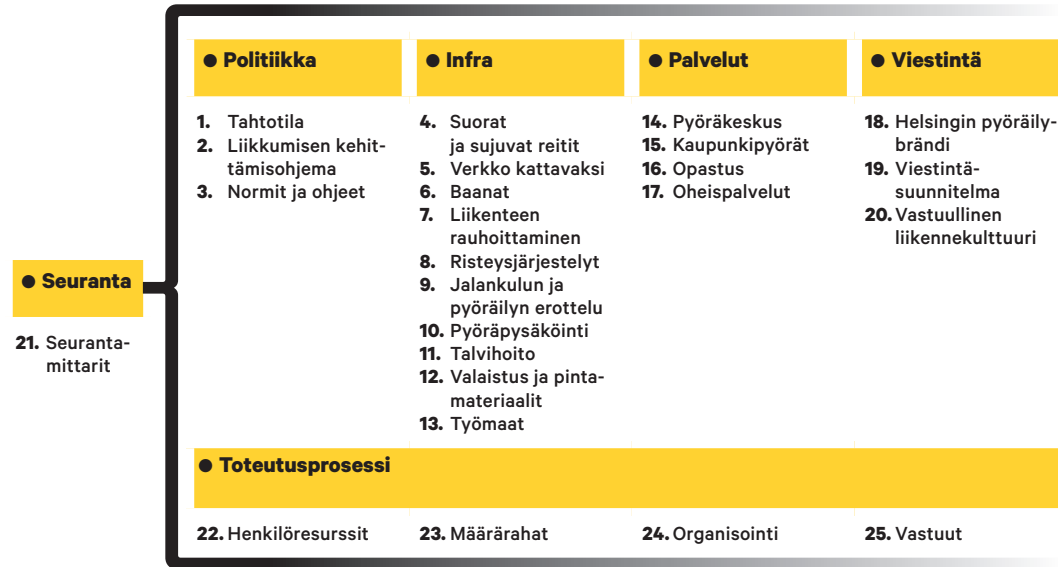 ● Politiikka
1. Tahtotila
2. Liikkumisen kehit-
tämisohjema
3. Normit ja ohjeet
● Infra
4. Suorat
ja sujuvat reitit
5. Verkko kattavaksi
6. Baanat
7. Liikenteen
rauhoittaminen
8. Risteysjärjestelyt
9. Jalankulun ja
pyöräilyn erottelu
10. Pyöräpysäköinti
11. Talvihoito
12. Valaistus ja pinta-
materiaalit
13. Työmaat
● Palvelut
14. Pyöräkeskus
15. Kaupunkipyörät
16. Opastus
17. Oheispalvelut
● Viestintä
18. Helsingin pyöräily-
brändi
19. Viestintä-
suunnitelma
20. Vastuullinen
liikennekulttuuri
● Seuranta
21. Seuranta-
mittarit
● Toteutusprosessi
22. Henkilöresurssit
23. Määrärahat
24. Organisointi
25. Vastuut